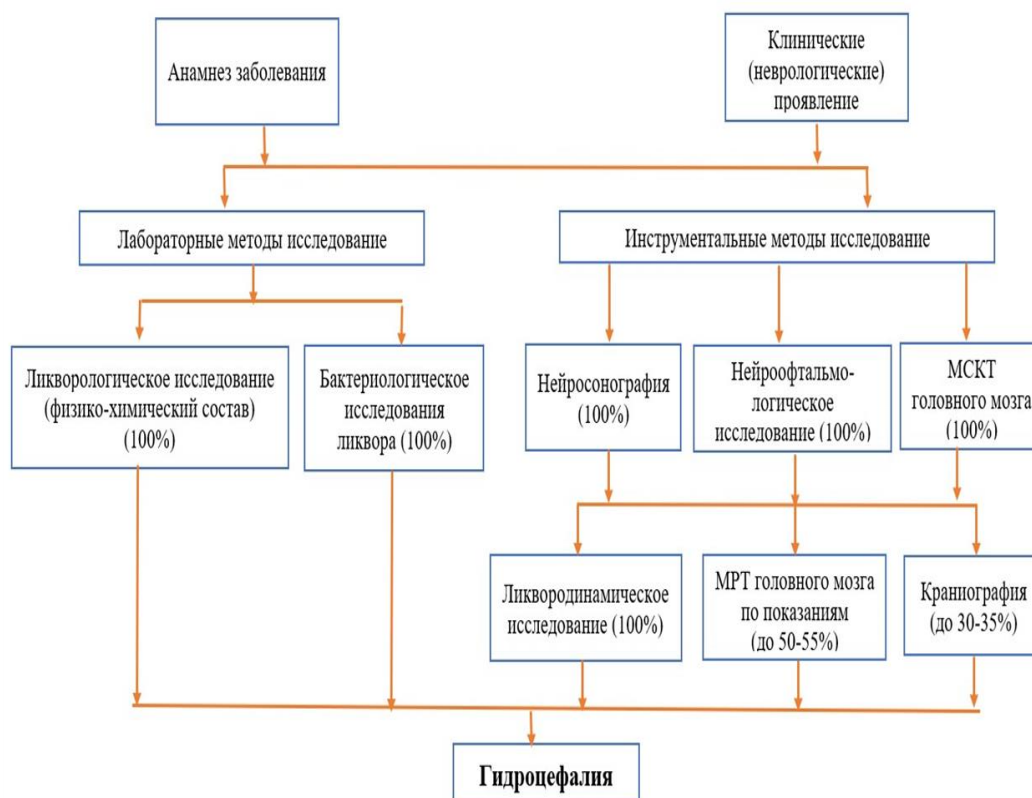 Анамнез заболевания
Клинические
(неврологические)
проявление
Лабораторные методы исследование
Инструментальные методы исследование
Ликворологическое исследование
(физико-химический состав)
(100%)
Бактериологическое
исследования
ликвора (100%)
Нейросонография
(100%)
Нейроофтальмо-
логическое
исследование (100%)
МСКТ
головного мозга
(100%)
Ликвородинамическое
исследование (100%)
МРТ головного мозга
по показаниям
(до 50-55%)
Краниография
(до 30-35%)
Гидроцефалия